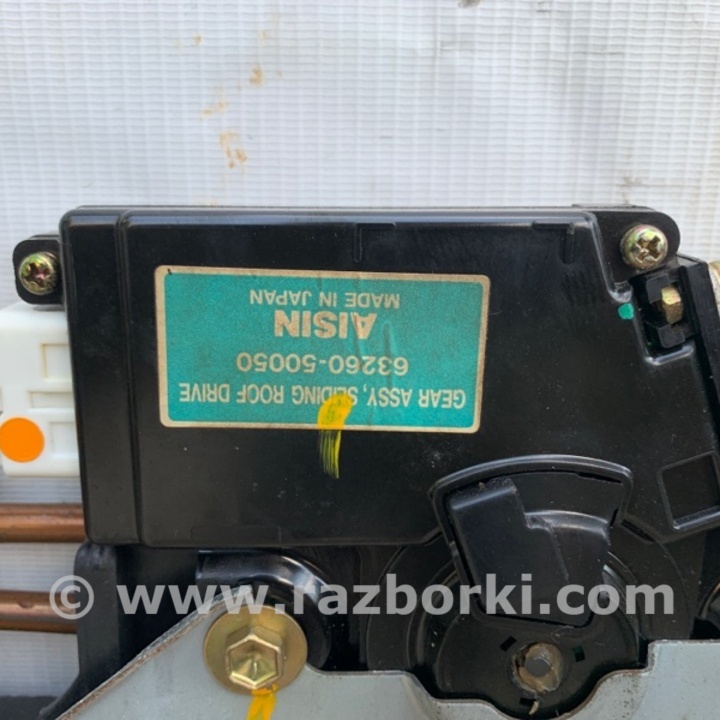 GEAR ASSY, SLIDING ROOF DRIVE
63260-50050
AISIN
MADE IN JAPAN
© www.razborki.com